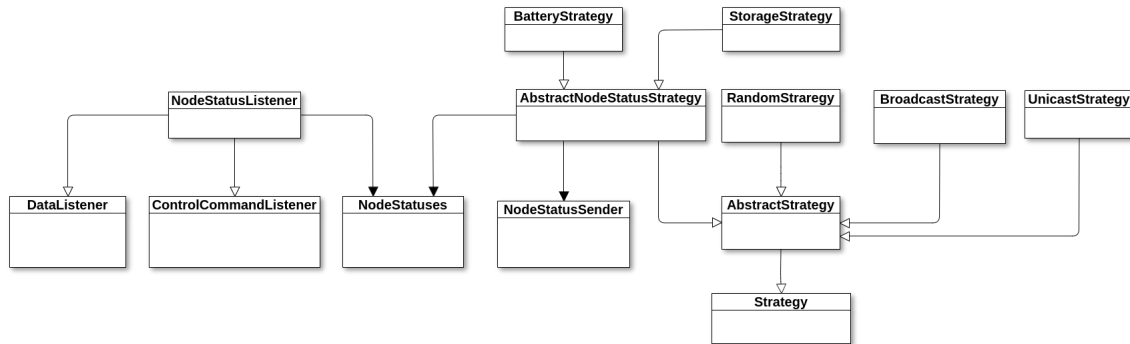 BatteryStrategy
StorageStrategy
NodeStatusListener
AbstractNodeStatusStrategy
RandomStraregy
BroadcastStrategy
UnicastStrategy
DataListener
ControlCommandListener
NodeStatuses
NodeStatusSender
AbstractStrategy
Strategy